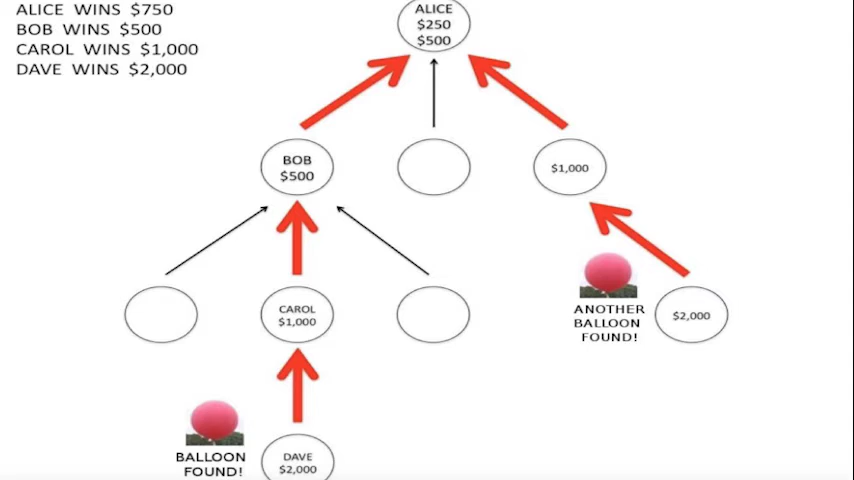 ALICE WINS $750
BOB WINS $500
CAROL WINS $1,000
DAVE WINS $2,000
ALICE
$250
$500
BOB
$500
$1,000
CAROL
$1,000
ANOTHER
BALLOON
FOUND!
$2,000
BALLOON
FOUND!
DAVE
$2,000